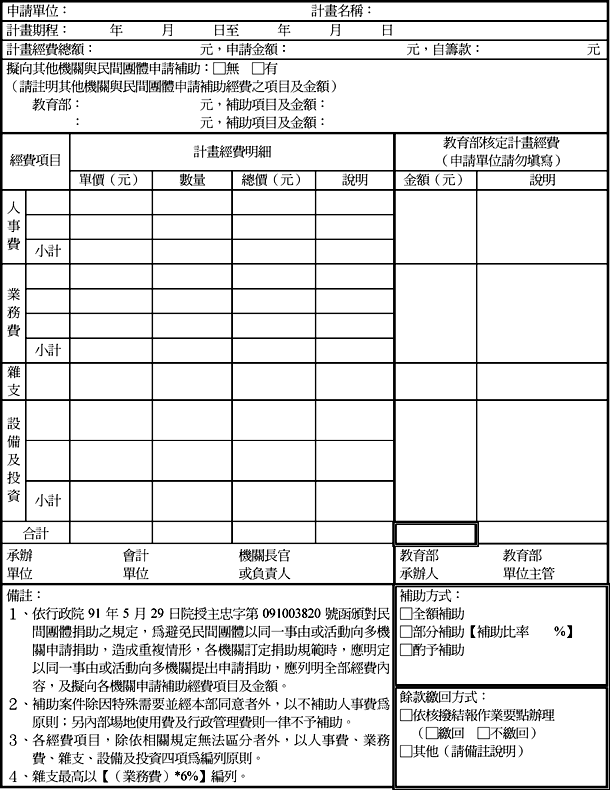 申請單位：　計畫名稱：
計畫期程：　年　月　日至　年　月　日
計畫經費總額：　元，申請金額：　元，自籌款：　元
擬向其他機關與民間團體申請補助：□無　□有
（請註明其他機關與民間團體申請補助經費之項目及金額）
教育部：　元，補助項目及金額：
：　元，補助項目及金額：
經費項目
計畫經費明細
教育部核定計畫經費
（申請單位請勿填寫）
單價（元）　數量　總價（元）　說明　金額（元）　說明
人事費
小計
業務費
小計
雜支
設備及投資
小計
合計
承辦　會計　機關長官　教育部　教育部
單位　單位　或負責人　承辦人　單位主管
備註：
1、依行政院 91 年 5 月 29 日院授主忠字第 091003820 號函頒對民
間團體捐助之規定，為避免民間團體以同一事由或活動向多機
關申請捐助，造成重複情形，各機關訂定捐助規範時，應明定
以同一事由或活動向多機關提出申請捐助，應列明全部經費內
容，及擬向各機關申請補助經費項目及金額。
2、補助案件除因特殊需要並經本部同意者外，以不補助人事費為
原則；另內部場地使用費及行政管理費則一律不予補助。
3、各經費項目，除依相關規定無法區分者外，以人事費、業務
費、雜支、設備及投資四項為編列原則。
4、雜支最高以【（業務費）*6%】編列。
補助方式：
□全額補助
□部分補助【補助比率　%】
□酌予補助
餘款繳回方式：
□依核撥結報作業要點辦理
（□繳回　□不繳回）
□其他（請備註說明）